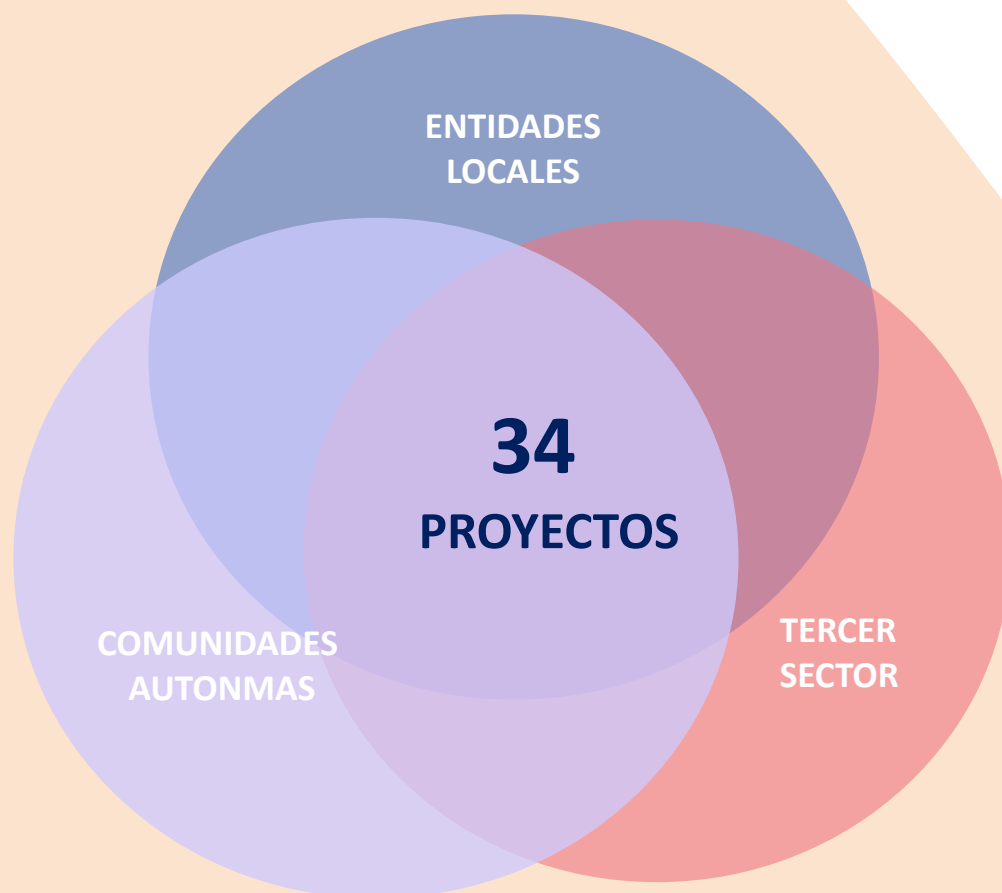 ENTIDADES
LOCALES
34
PROYECTOS
COMUNIDADES
AUTONMAS
TERCER
SECTOR